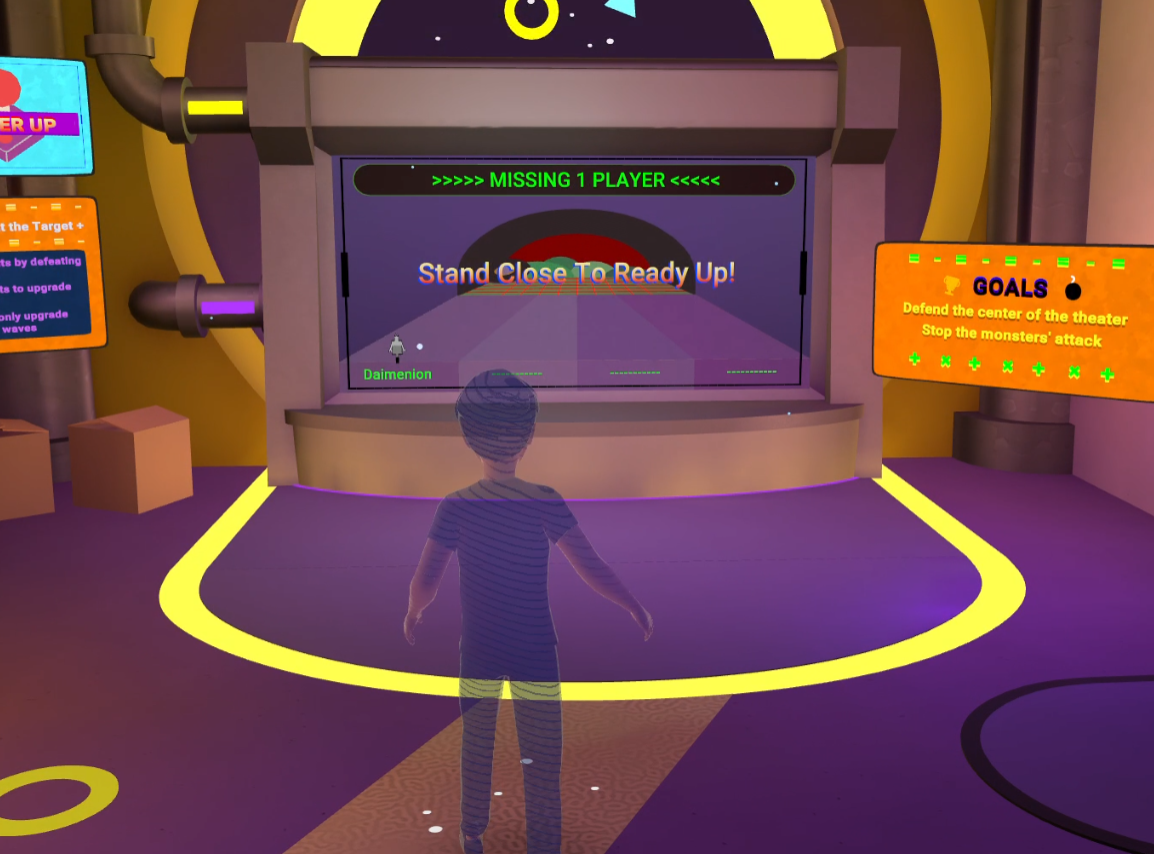 ER UP
t the Target +
ts by defeating
ts to upgrade
only upgrade
waves
>>>>> MISSING 1 PLAYER <<<<<
Stand Close To Ready Up!
Daimenion
----------- ----------- -----------
GOALS
Defend the center of the theater
Stop the monsters' attack